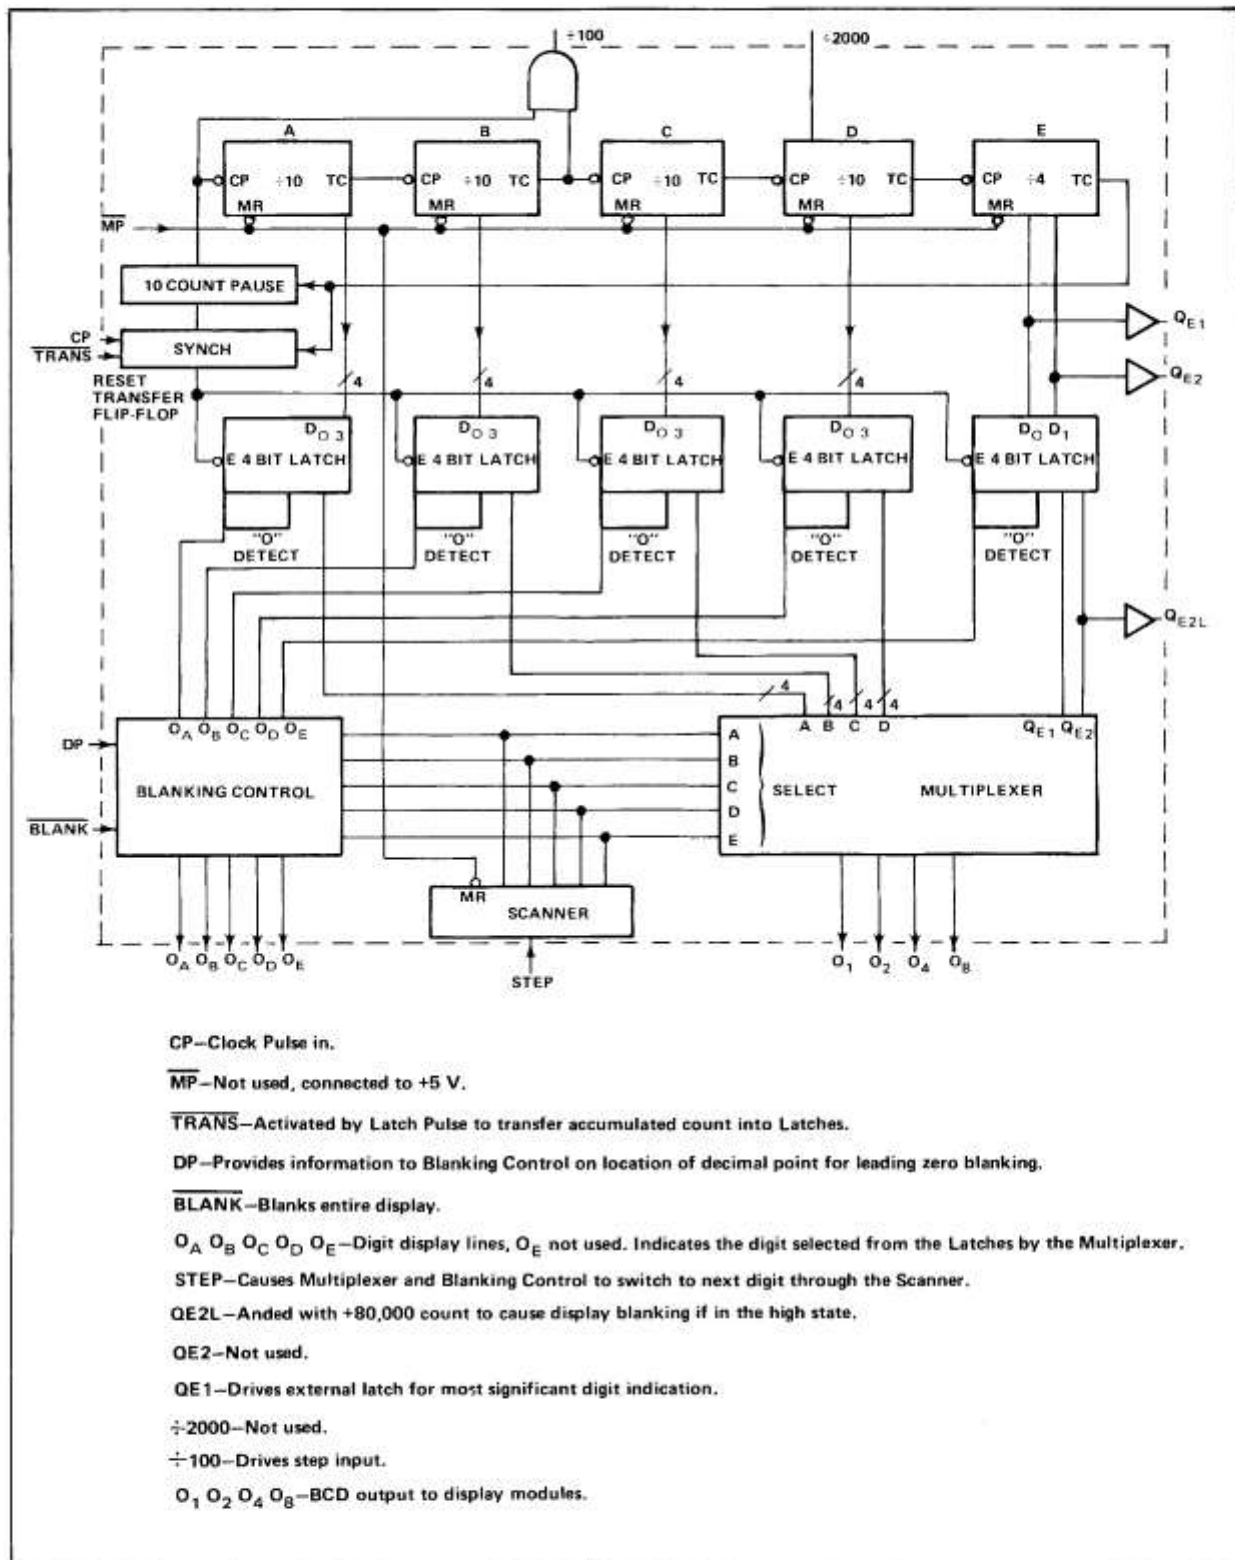 ÷100
÷2000
A
B
C
D
E
CP ÷10 TC
MR
CP ÷10 TC
MR
CP ÷10 TC
MR
CP ÷10 TC
MR
CP ÷4 TC
MR
MP
10 COUNT PAUSE
CP
TRANS
SYNCH
RESET
TRANSFER
FLIP-FLOP
QE1
QE2
4
4
4
4
DO 3
E 4 BIT LATCH
DO 3
E 4 BIT LATCH
DO 3
E 4 BIT LATCH
DO 3
E 4 BIT LATCH
DO D1
E 4 BIT LATCH
"O"
DETECT
"O"
DETECT
"O"
DETECT
"O"
DETECT
"O"
DETECT
QE2L
4
4
4
4
OA OB OC OD OE
A B C D
QE1 QE2
DP
BLANKING CONTROL
BLANK
A
B
C
D
E
SELECT
MULTIPLEXER
MR
SCANNER
OA OB OC OD OE
STEP
O1 O2 O4 O8
CP—Clock Pulse in.
MP—Not used, connected to +5 V.
TRANS—Activated by Latch Pulse to transfer accumulated count into Latches.
DP—Provides information to Blanking Control on location of decimal point for leading zero blanking.
BLANK—Blanks entire display.
OA OB OC OD OE—Digit display lines, OE not used. Indicates the digit selected from the Latches by the Multiplexer.
STEP—Causes Multiplexer and Blanking Control to switch to next digit through the Scanner.
QE2L—Anded with +80,000 count to cause display blanking if in the high state.
QE2—Not used.
QE1—Drives external latch for most significant digit indication.
÷2000—Not used.
÷100—Drives step input.
O1 O2 O4 O8—BCD output to display modules.